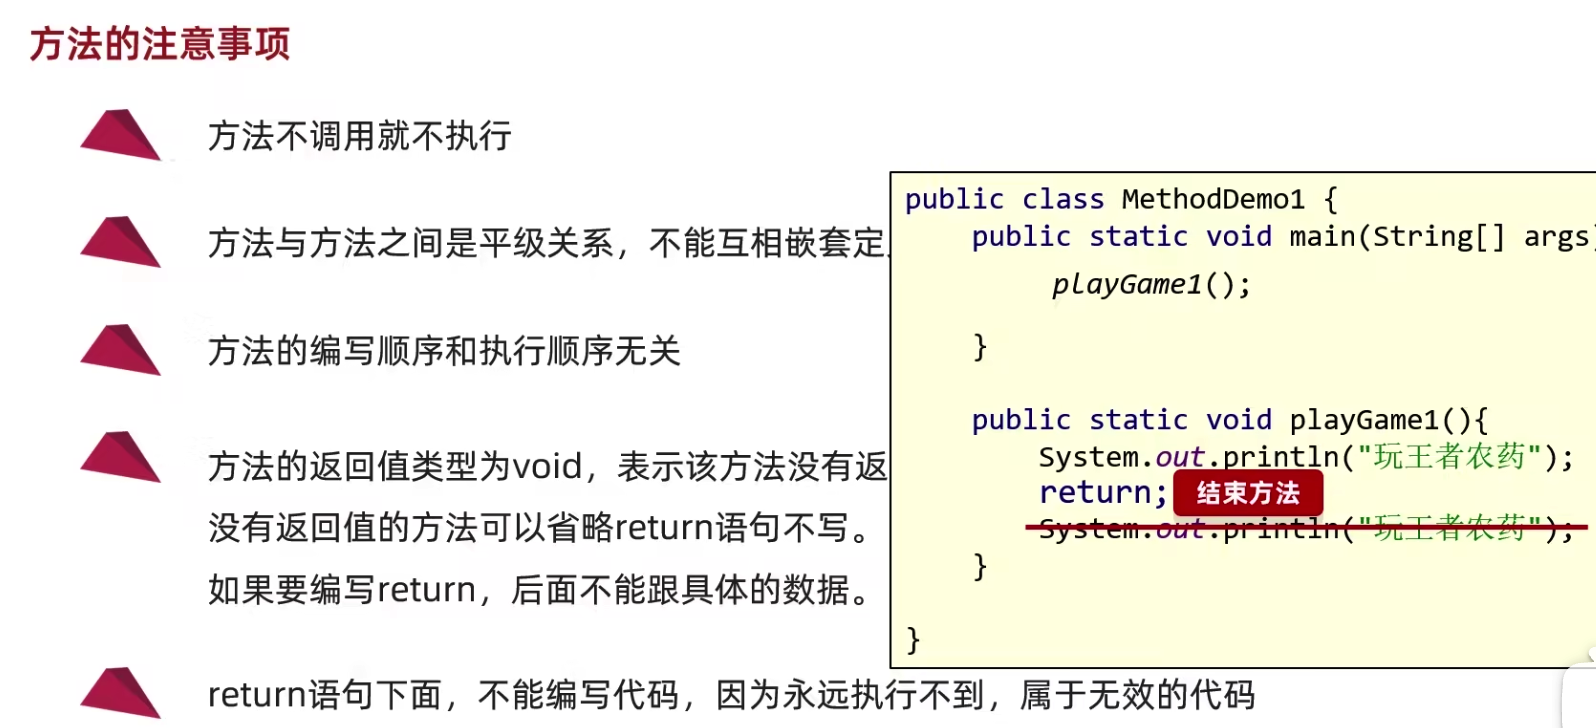 方法的注意事项
方法不调用就不执行
方法与方法之间是平级关系，不能互相嵌套定
方法的编写顺序和执行顺序无关
方法的返回值类型为void，表示该方法没有返
没有返回值的方法可以省略return语句不写。
如果要编写return，后面不能跟具体的数据。
return语句下面，不能编写代码，因为永远执行不到，属于无效的代码
public class MethodDemo1 {
public static void main(String[] args)
playGame1();
}
public static void playGame1(){
System.out.println("玩王者农药");
return; 结束方法
System.out.println("玩王者农药");
}
}